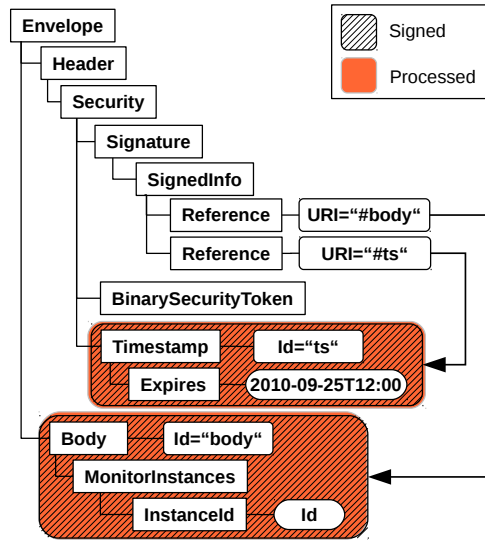 Envelope
Signed
Header
Processed
Security
Signature
SignedInfo
Reference URI=“#body“
Reference URI=“#ts“
BinarySecurityToken
Timestamp Id=“ts“
Expires 2010-09-25T12:00
Body Id=“body“
MonitorInstances
InstanceId Id